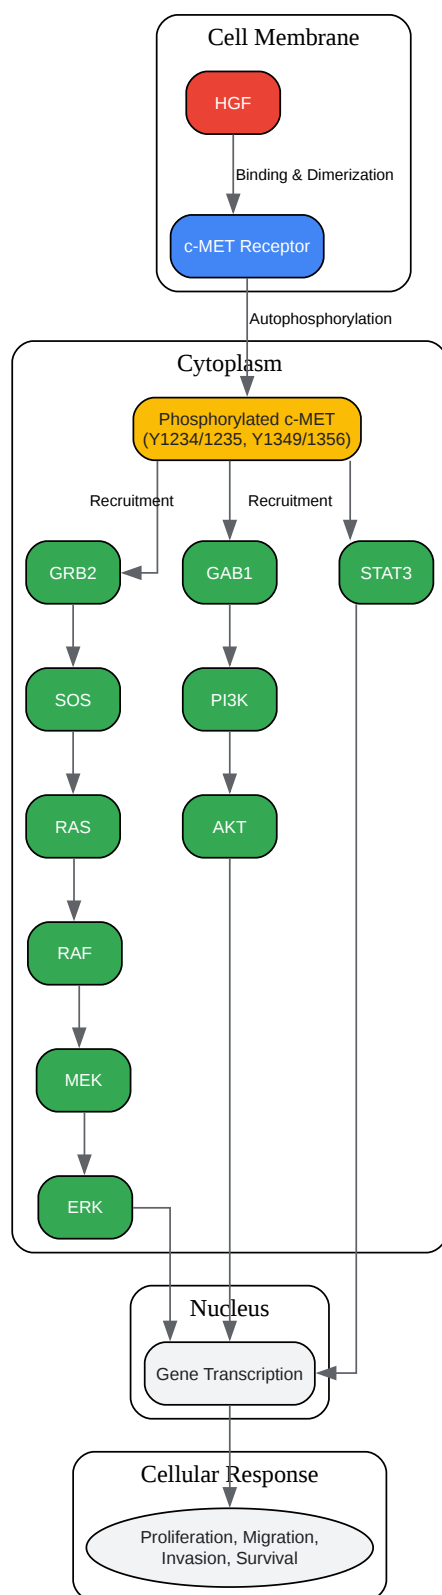 Cell Membrane
HGF
Binding & Dimerization
c-MET Receptor
Autophosphorylation
Cytoplasm
Phosphorylated c-MET
(Y1234/1235, Y1349/1356)
Recruitment
Recruitment
GRB2
GAB1
STAT3
SOS
PI3K
RAS
AKT
RAF
MEK
ERK
Nucleus
Gene Transcription
Cellular Response
Proliferation, Migration,
Invasion, Survival